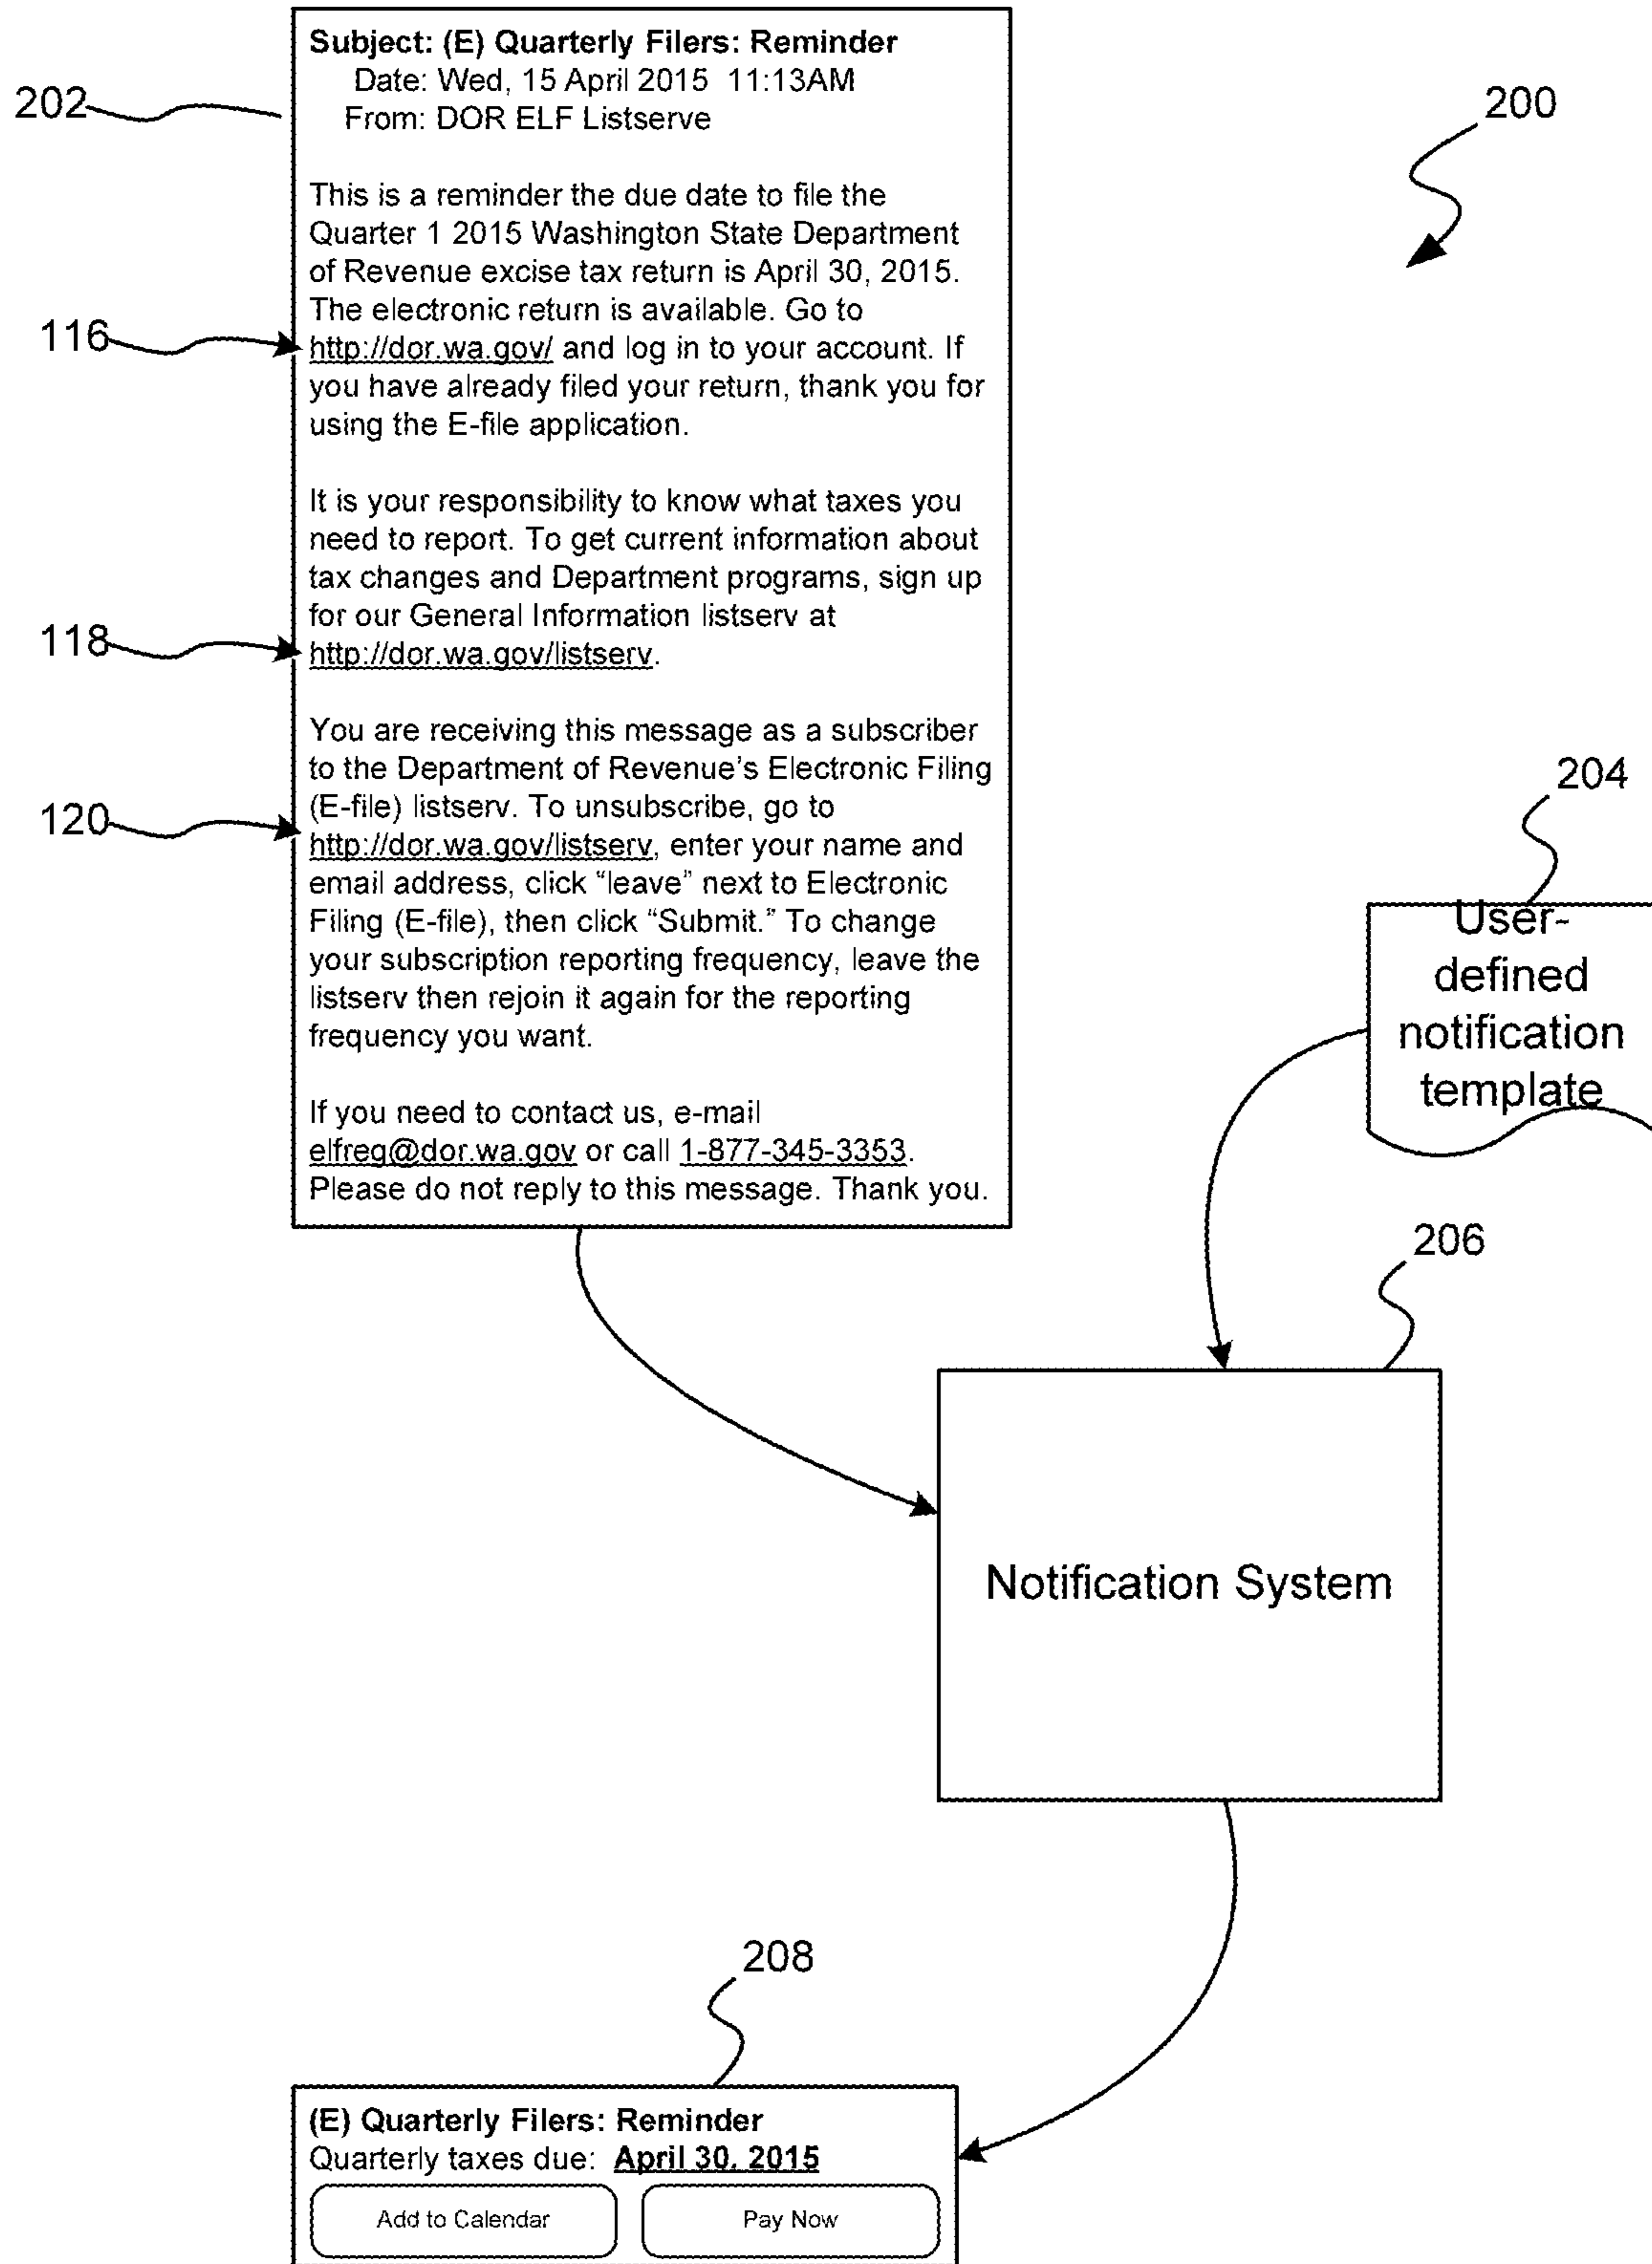 Subject: (E) Quarterly Filers: Reminder
Date: Wed, 15 April 2015 11:13AM
From: DOR ELF Listserve
202
200
This is a reminder the due date to file the
Quarter 1 2015 Washington State Department
of Revenue excise tax return is April 30, 2015.
The electronic return is available. Go to
116
http://dor.wa.gov/ and log in to your account. If
you have already filed your return, thank you for
using the E-file application.
It is your responsibility to know what taxes you
need to report. To get current information about
tax changes and Department programs, sign up
for our General Information listserv at
118
http://dor.wa.gov/listserv.
You are receiving this message as a subscriber
to the Department of Revenue's Electronic Filing
(E-file) listserv. To unsubscribe, go to
120
http://dor.wa.gov/listserv, enter your name and
email address, click “leave” next to Electronic
Filing (E-file), then click “Submit.” To change
your subscription reporting frequency, leave the
listserv then rejoin it again for the reporting
frequency you want.
If you need to contact us, e-mail
elfreg@dor.wa.gov or call 1-877-345-3353.
Please do not reply to this message. Thank you.
204
User-
defined
notification
template
206
Notification System
208
(E) Quarterly Filers: Reminder
Quarterly taxes due: April 30, 2015
Add to Calendar
Pay Now